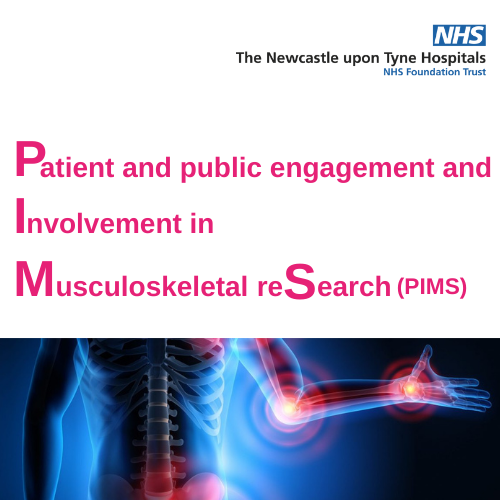 NHS
The Newcastle upon Tyne Hospitals
NHS Foundation Trust
Patient and public engagement and
Involvement in
Musculoskeletal reSearch (PIMS)